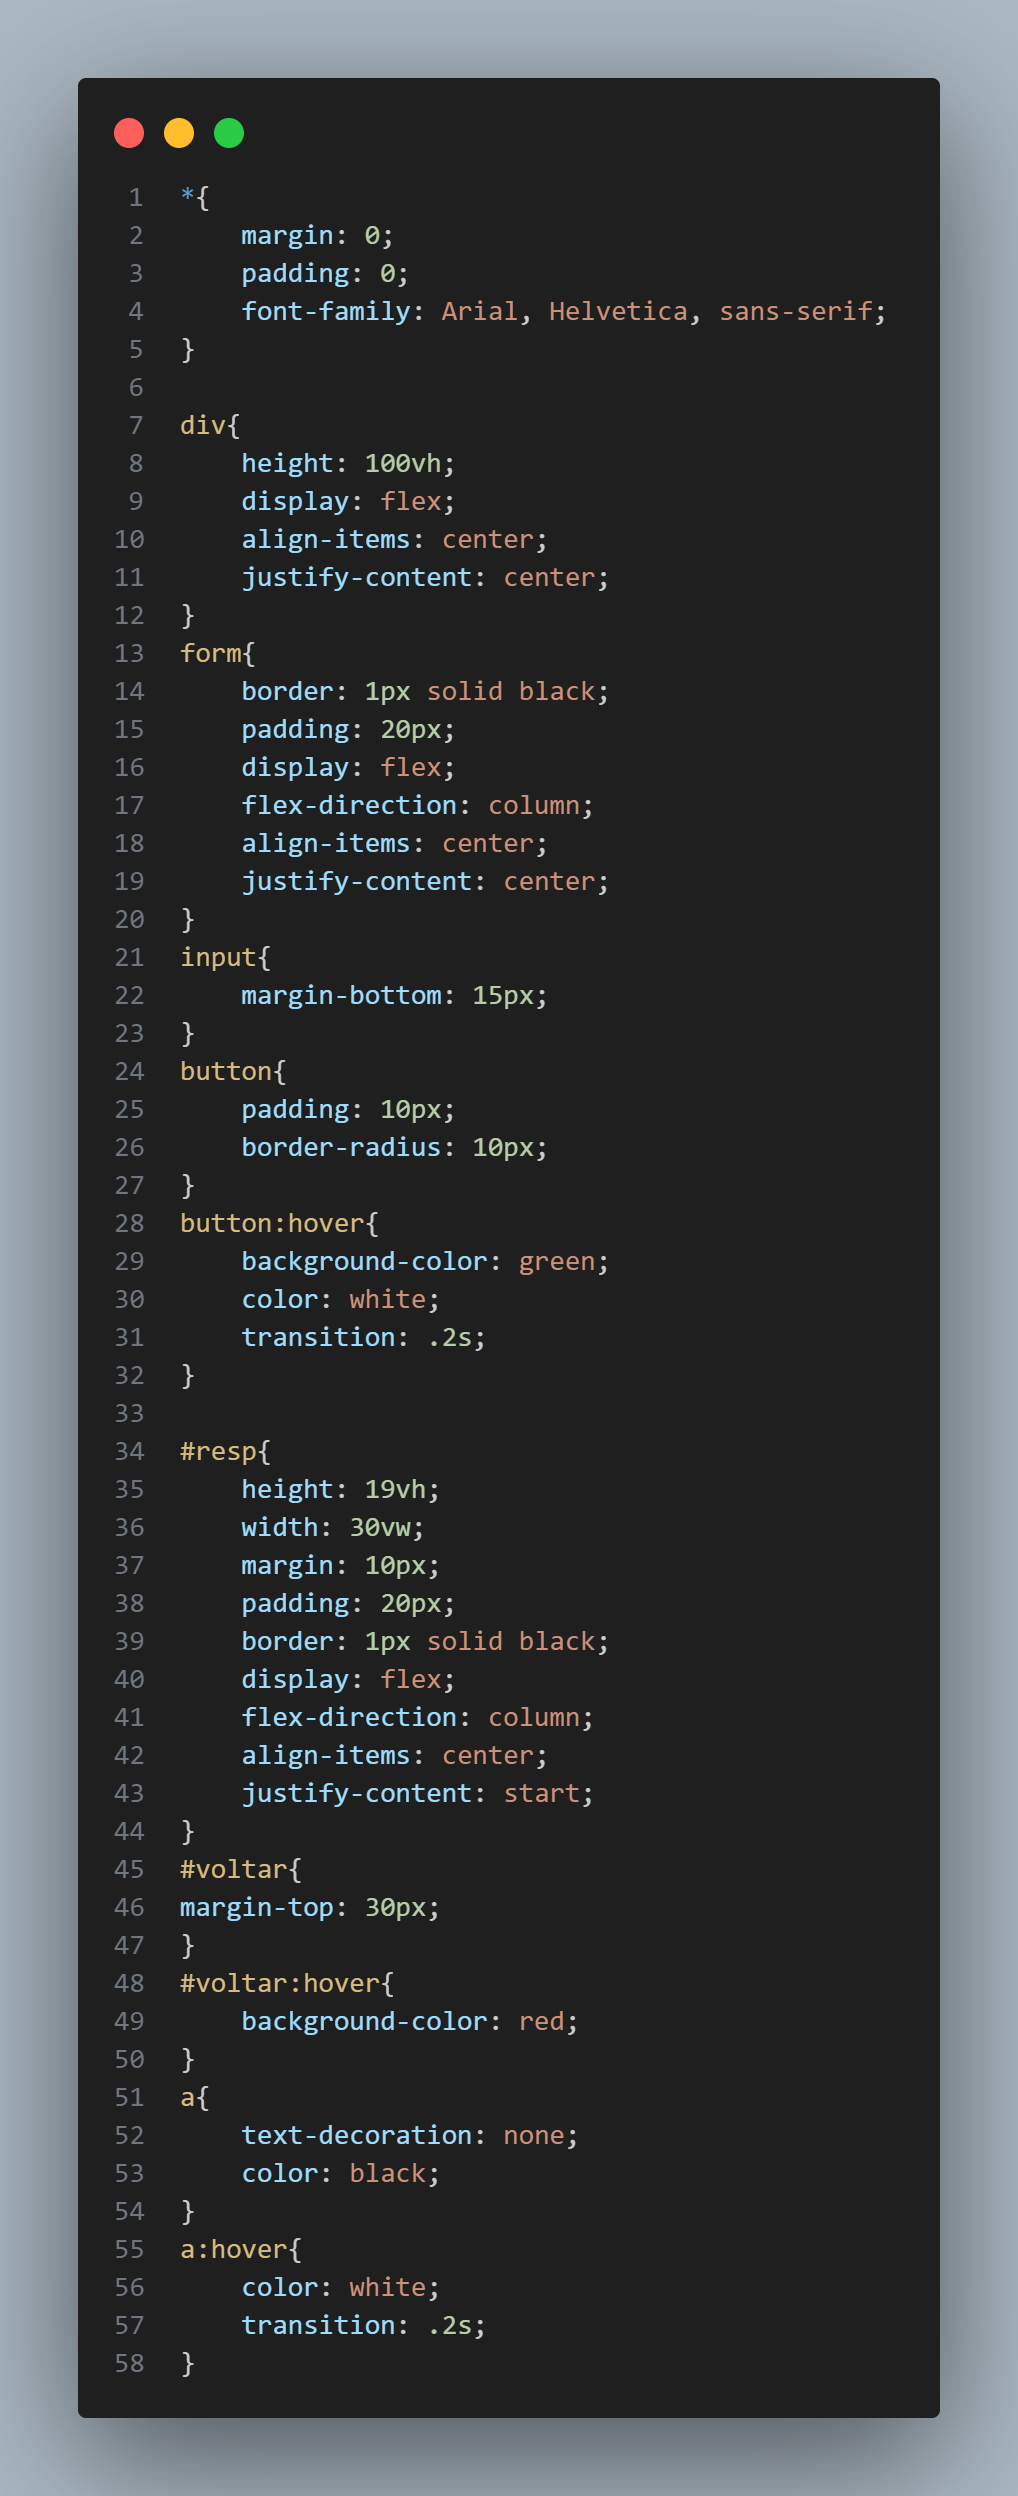 1 *{
2     margin: 0;
3     padding: 0;
4     font-family: Arial, Helvetica, sans-serif;
5 }
6
7 div{
8     height: 100vh;
9     display: flex;
10     align-items: center;
11     justify-content: center;
12 }
13 form{
14     border: 1px solid black;
15     padding: 20px;
16     display: flex;
17     flex-direction: column;
18     align-items: center;
19     justify-content: center;
20 }
21 input{
22     margin-bottom: 15px;
23 }
24 button{
25     padding: 10px;
26     border-radius: 10px;
27 }
28 button:hover{
29     background-color: green;
30     color: white;
31     transition: .2s;
32 }
33
34 #resp{
35     height: 19vh;
36     width: 30vw;
37     margin: 10px;
38     padding: 20px;
39     border: 1px solid black;
40     display: flex;
41     flex-direction: column;
42     align-items: center;
43     justify-content: start;
44 }
45 #voltar{
46 margin-top: 30px;
47 }
48 #voltar:hover{
49     background-color: red;
50 }
51 a{
52     text-decoration: none;
53     color: black;
54 }
55 a:hover{
56     color: white;
57     transition: .2s;
58 }